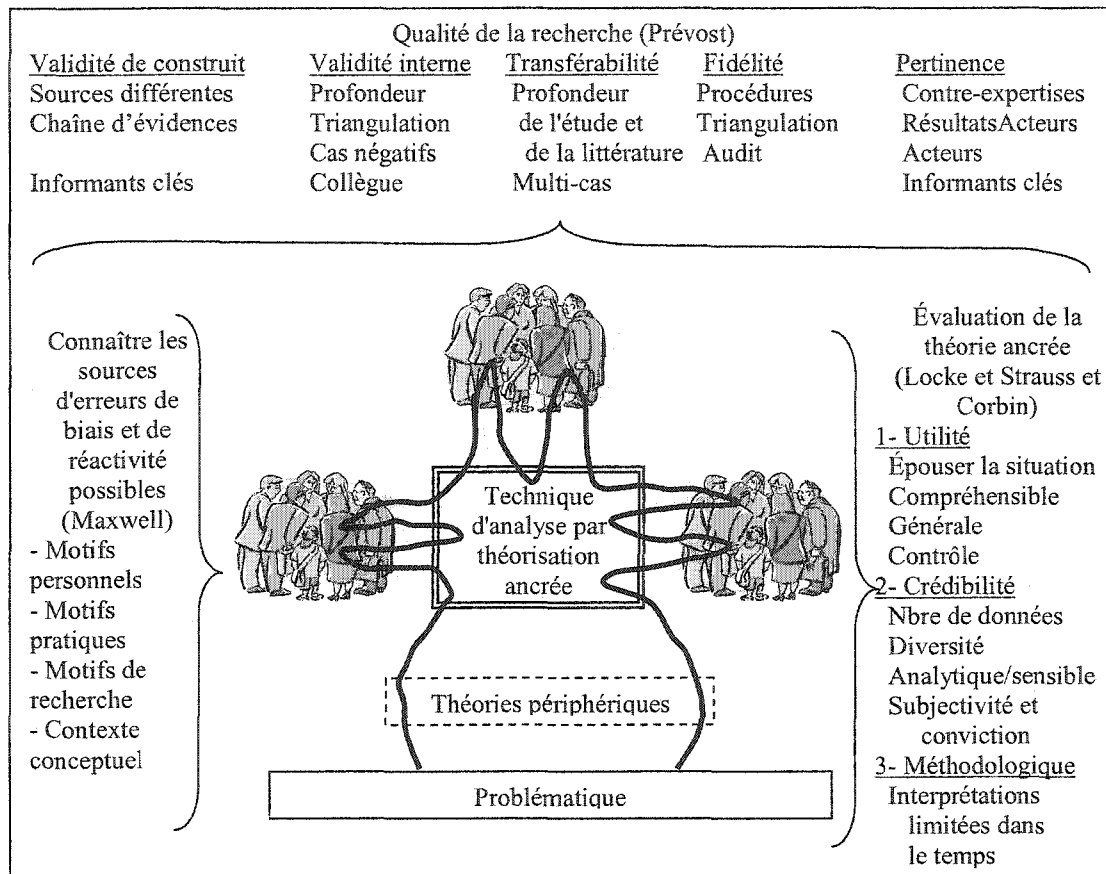 Qualité de la recherche (Prévost)
Validité de construit Validité interne Transférabilité Fidélité Pertinence
Sources différentes Profondeur Profondeur Procédures Contre-expertises
Chaîne d'évidences Triangulation de l'étude et Triangulation RésultatsActeurs
Cas négatifs de la littérature Audit Acteurs
Informants clés Collègue Multi-cas Informants clés
Connaître les
sources
d'erreurs de
biais et de
réactivité
possibles
(Maxwell)
- Motifs
personnels
- Motifs
pratiques
- Motifs de
recherche
- Contexte
conceptuel
Technique
d'analyse par
théorisation
ancrée
Théories périphériques
Problématique
Évaluation de la
théorie ancrée
(Locke et Strauss et
Corbin)
1- Utilité
Épouser la situation
Compréhensible
Générale
Contrôle
2- Crédibilité
Nbre de données
Diversité
Analytique/sensible
Subjectivité et
conviction
3- Méthodologique
Interprétations
limitées dans
le temps